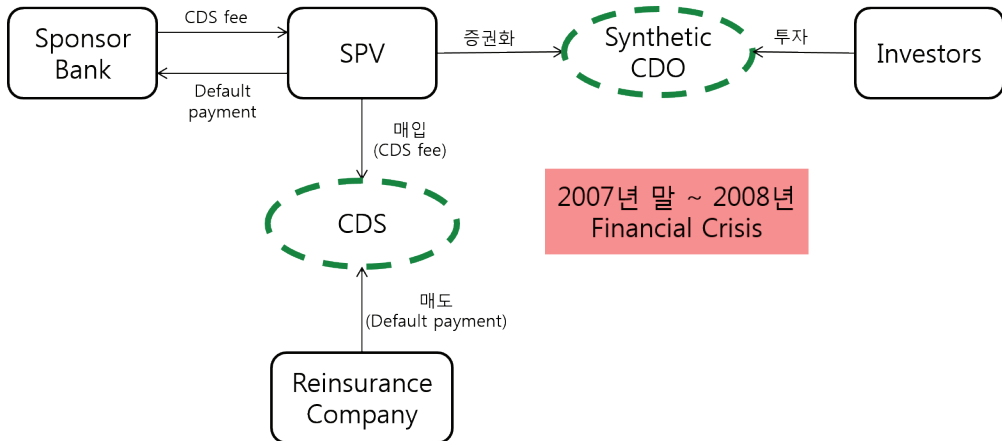 CDS fee
Sponsor
Bank
Default
payment
SPV
증권화
Synthetic
CDO
투자
Investors
매입
(CDS fee)
CDS
2007년 말 ~ 2008년
Financial Crisis
매도
(Default payment)
Reinsurance
Company